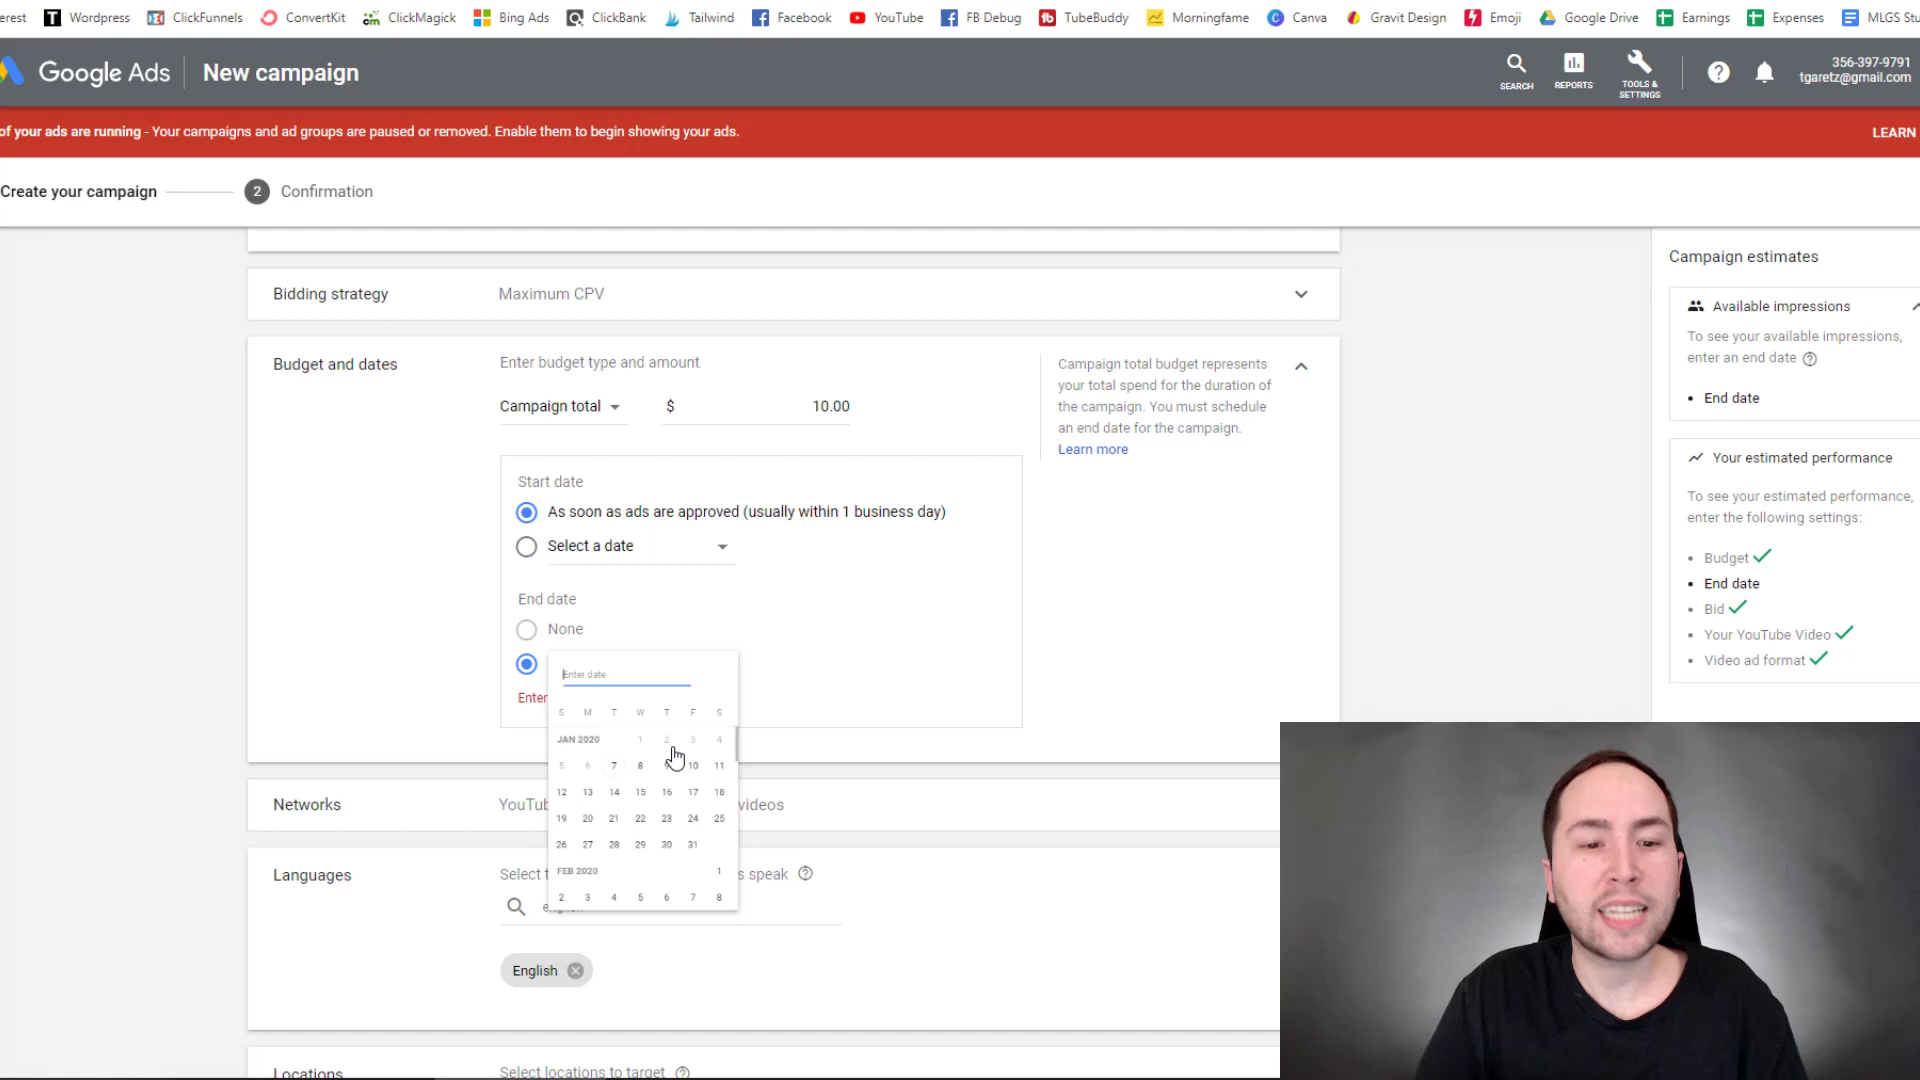 erest Wordpress ClickFunnels ConvertKit ClickMagick Bing Ads ClickBank Tailwind Facebook YouTube FB Debug TubeBuddy Morningfame Canva Gravit Design Emoji Google Drive Earnings Expenses MLGS Stu
Google Ads New campaign
SEARCH REPORTS TOOLS & SETTINGS
356-397-9791
tgaretz@gmail.com
of your ads are running - Your campaigns and ad groups are paused or removed. Enable them to begin showing your ads. LEARN
Create your campaign 2 Confirmation
Bidding strategy Maximum CPV
Budget and dates Enter budget type and amount
Campaign total $ 10.00
Campaign total budget represents
your total spend for the duration of
the campaign. You must schedule
an end date for the campaign.
Learn more
Start date
As soon as ads are approved (usually within 1 business day)
Select a date
End date
None
Enter date
Enter
S M T W T F S
JAN 2020 1 2 3 4
5 6 7 8 9 10 11
12 13 14 15 16 17 18
19 20 21 22 23 24 25
26 27 28 29 30 31
FEB 2020 1
2 3 4 5 6 7 8
Networks YouTub videos
Languages Select t s speak
English
Locations Select locations to target
Campaign estimates
Available impressions
To see your available impressions,
enter an end date
• End date
Your estimated performance
To see your estimated performance,
enter the following settings:
• Budget
• End date
• Bid
• Your YouTube Video
• Video ad format